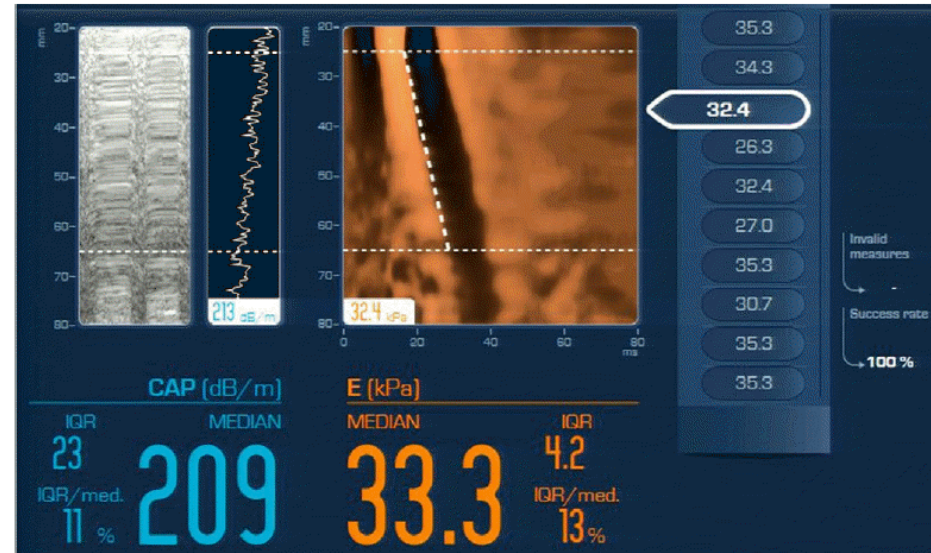 mm
20-
30-
40-
50-
60-
70-
80-
213 dB/m
mm
20-
30-
40-
50-
60-
70-
80-
32.4 kPa
0 20 40 60 80
ms
35.3
34.3
32.4
26.3
32.4
27.0
35.3
30.7
35.3
35.3
Invalid
measures
-
Success rate
100 %
CAP (dB/m)
IQR MEDIAN
23
209
IQR/med.
11 %
E (kPa)
MEDIAN IQR
33.3
4.2
IQR/med.
13 %